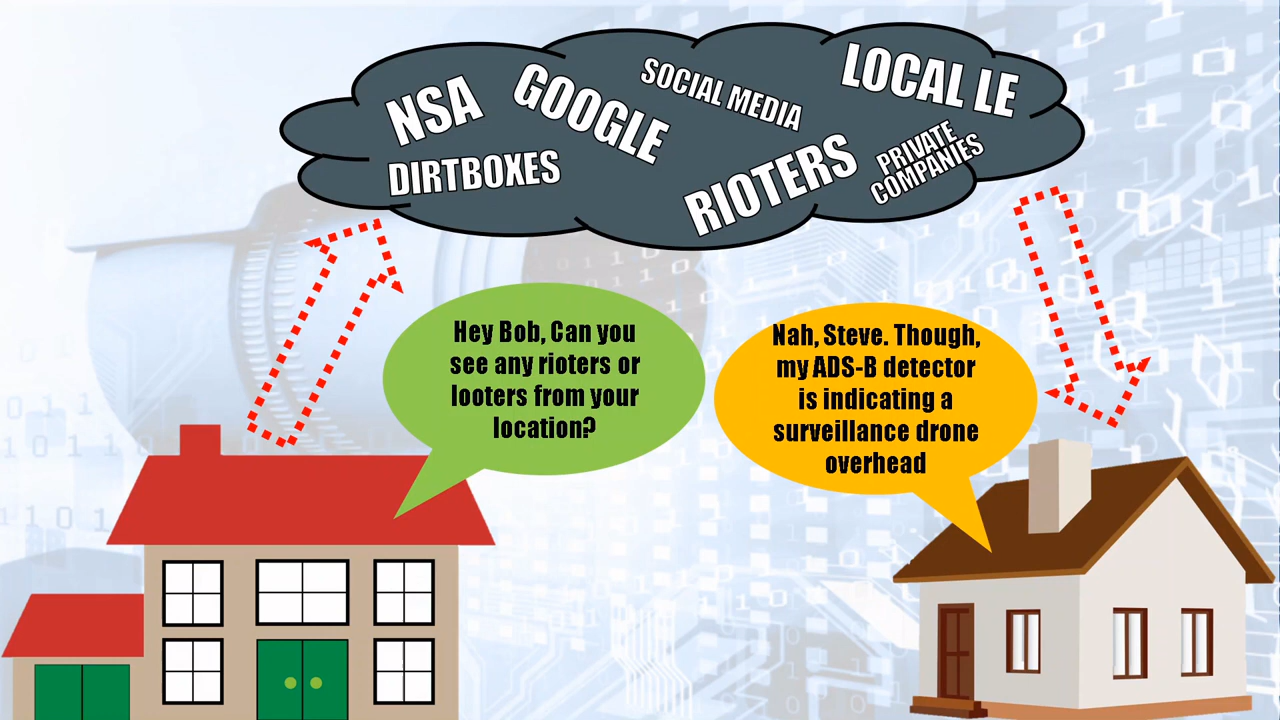 NSA
GOOGLE
SOCIAL MEDIA
LOCAL LE
DIRTBOXES
RIOTERS
PRIVATE
COMPANIES
Hey Bob, Can you
see any rioters or
looters from your
location?
Nah, Steve. Though,
my ADS-B detector
is indicating a
surveillance drone
overhead